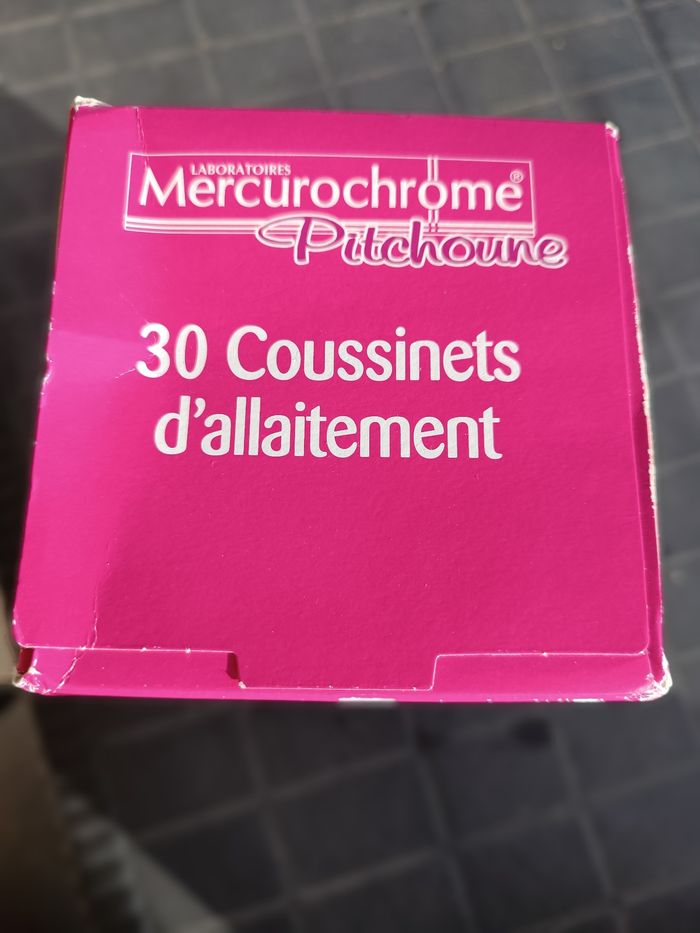 LABORATOIRES
Mercurochrome®
Pitchoune
30 Coussinets
d'allaitement